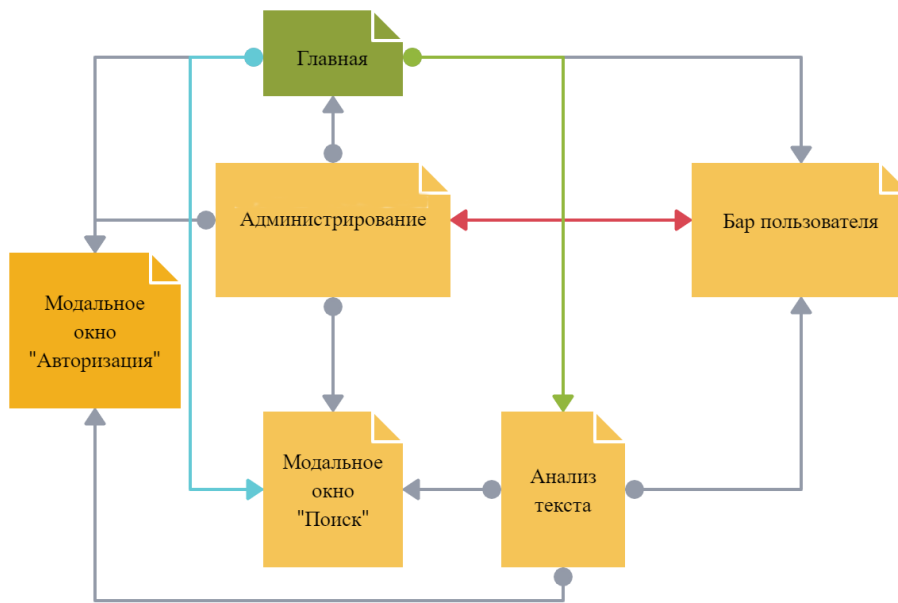 Главная
Администрирование
Бар пользователя
Модальное
окно
"Авторизация"
Модальное
окно
"Поиск"
Анализ
текста